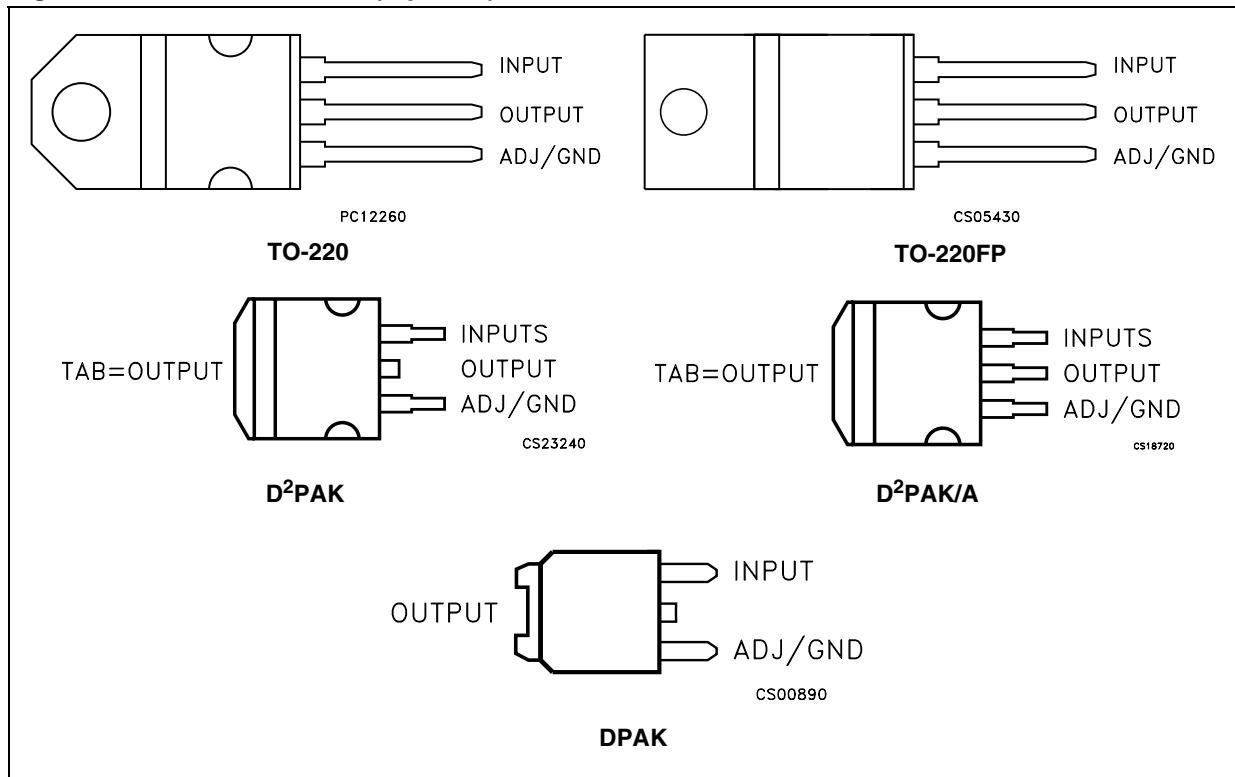 INPUT
OUTPUT
ADJ/GND
PC12260
TO-220
INPUT
OUTPUT
ADJ/GND
CS05430
TO-220FP
TAB=OUTPUT
INPUTS
OUTPUT
ADJ/GND
CS23240
D²PAK
TAB=OUTPUT
INPUTS
OUTPUT
ADJ/GND
CS18720
D²PAK/A
OUTPUT
INPUT
ADJ/GND
CS00890
DPAK